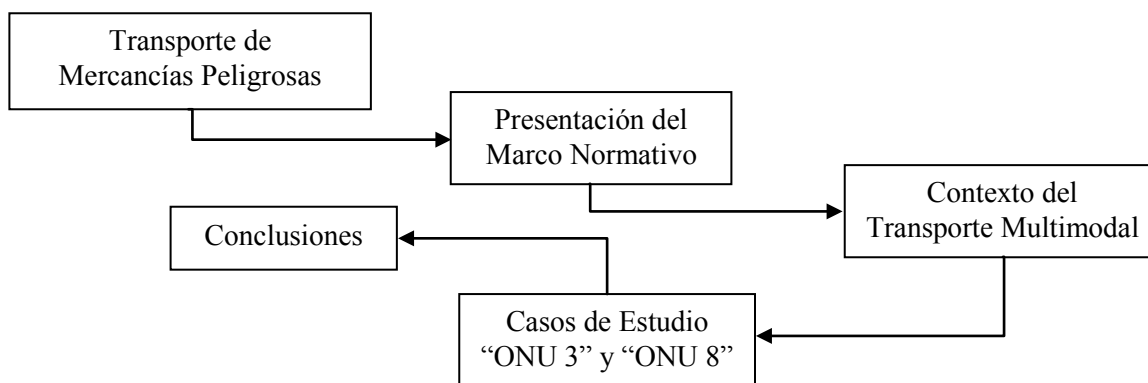 Transporte de
Mercancías Peligrosas
Presentación del
Marco Normativo
Contexto del
Transporte Multimodal
Casos de Estudio
“ONU 3” y “ONU 8”
Conclusiones